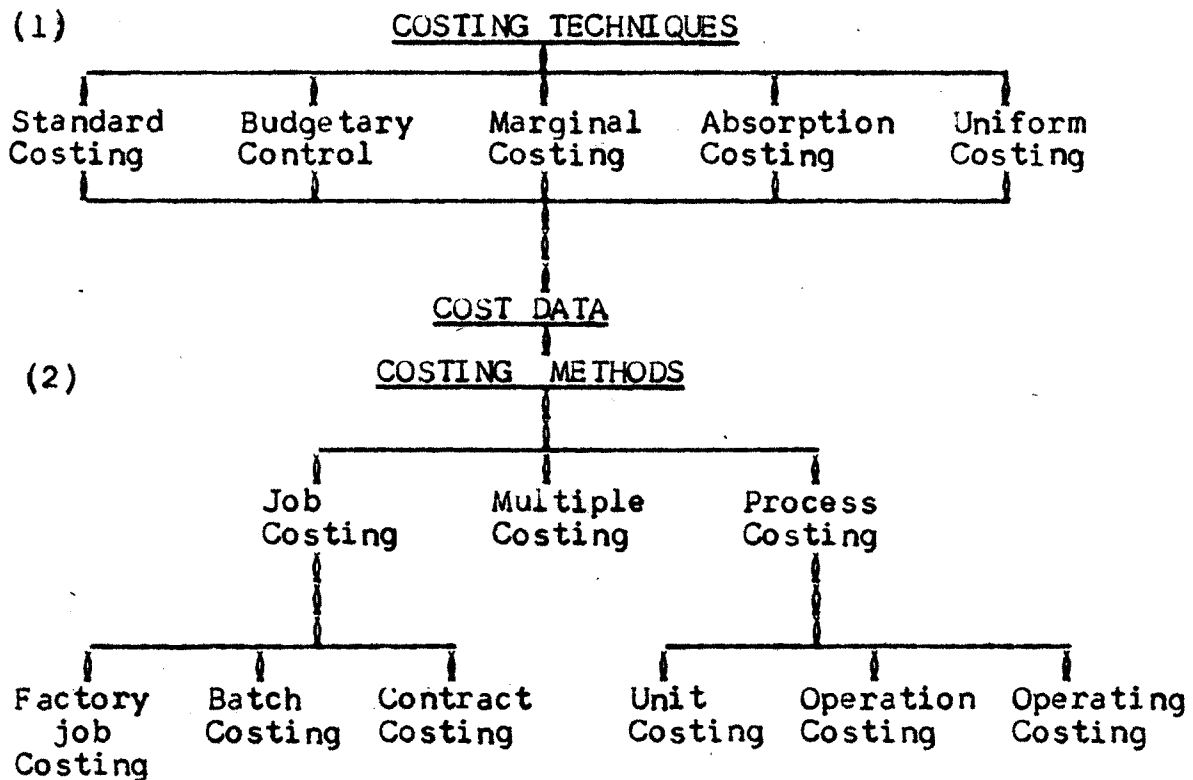 (1) COSTING TECHNIQUES
Standard Budgetary Marginal Absorption Uniform
Costing Control Costing Costing Costing
COST DATA
(2) COSTING METHODS
Job Multiple Process
Costing Costing Costing
Factory Batch Contract Unit Operation Operating
job Costing Costing Costing Costing Costing
Costing